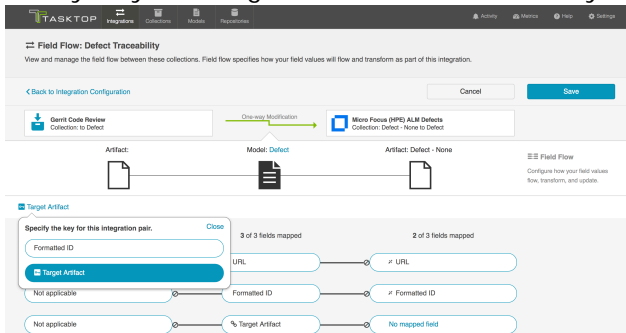 TASKTOP
Integrations
Collections
Models
Repositories
Activity
Metrics
Help
Settings
Field Flow: Defect Traceability
View and manage the field flow between these collections. Field flow specifies how your field values will flow and transform as part of this integration.
Back to Integration Configuration
Cancel
Save
Gerrit Code Review
Collection: to Defect
One-way Modification
Micro Focus (HPE) ALM Defects
Collection: Defect - None to Defect
Artifact:
Model: Defect
Artifact: Defect - None
Field Flow
Configure how your field values
flow, transform, and update.
Target Artifact
Specify the key for this integration pair.
Close
Formatted ID
Target Artifact
3 of 3 fields mapped
2 of 3 fields mapped
URL
URL
Not applicable
Formatted ID
Formatted ID
Not applicable
Target Artifact
No mapped field